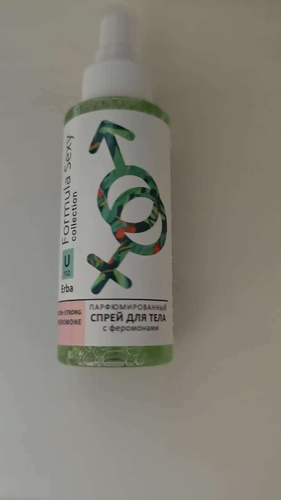 Formula Sexy
collection
U
Erba
EXTRA-STRONG
PHEROMONE
ПАРФЮМИРОВАННЫЙ
СПРЕЙ ДЛЯ ТЕЛА
с феромонами